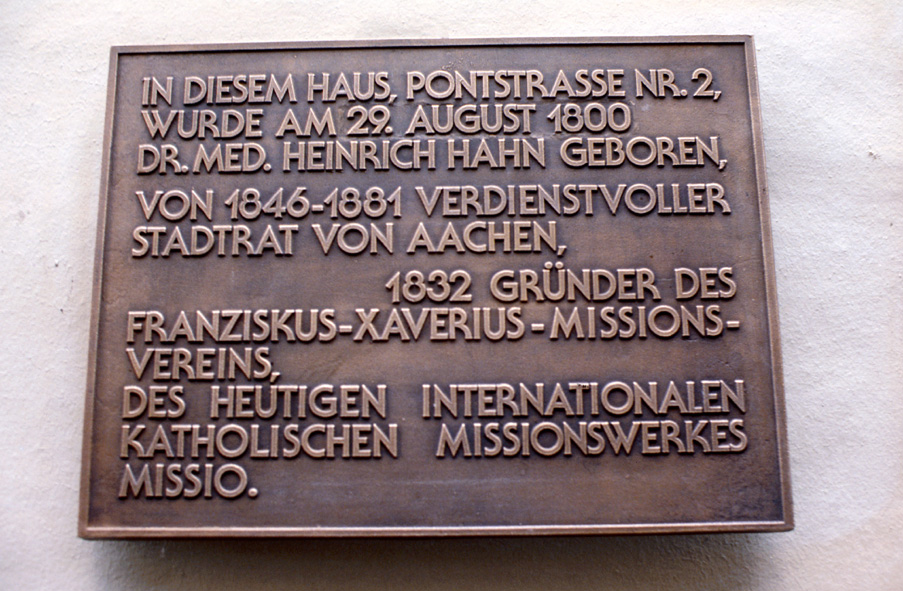 IN DIESEM HAUS, PONTSTRASSE NR. 2,
WURDE AM 29. AUGUST 1800
DR. MED. HEINRICH HAHN GEBOREN,
VON 1846-1881 VERDIENSTVOLLER
STADTRAT VON AACHEN,
1832 GRÜNDER DES
FRANZISKUS-XAVERIUS-MISSIONS-
VEREINS,
DES HEUTIGEN INTERNATIONALEN
KATHOLISCHEN MISSIONSWERKES
MISSIO.